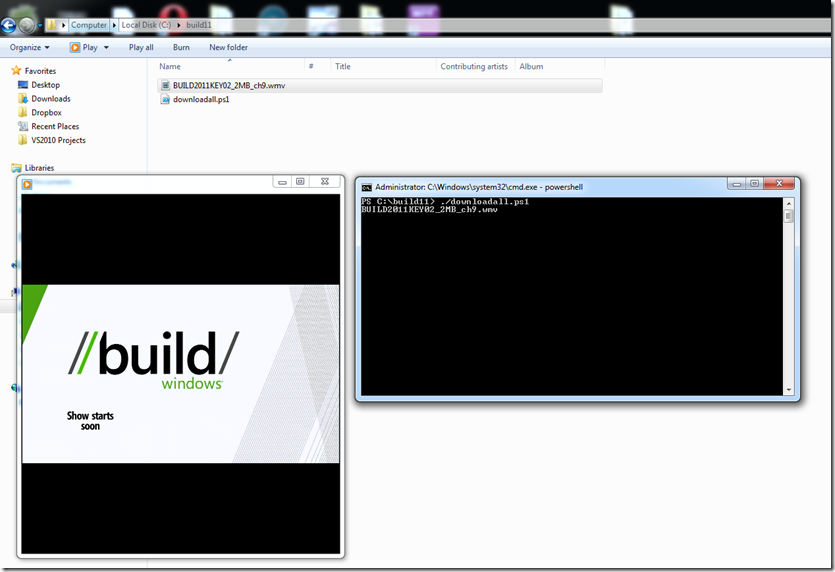 Computer ▸ Local Disk (C:) ▸ build11
Organize Play Play all Burn New folder
Favorites
Desktop
Downloads
Dropbox
Recent Places
VS2010 Projects
Libraries
Name # Title Contributing artists Album
BUILD2011KEY02_2MB_ch9.wmv
downloadall.ps1
//build/
windows
Show starts
soon
Administrator: C:\Windows\system32\cmd.exe - powershell
PS C:\build11> ./downloadall.ps1
BUILD2011KEY02_2MB_ch9.wmv